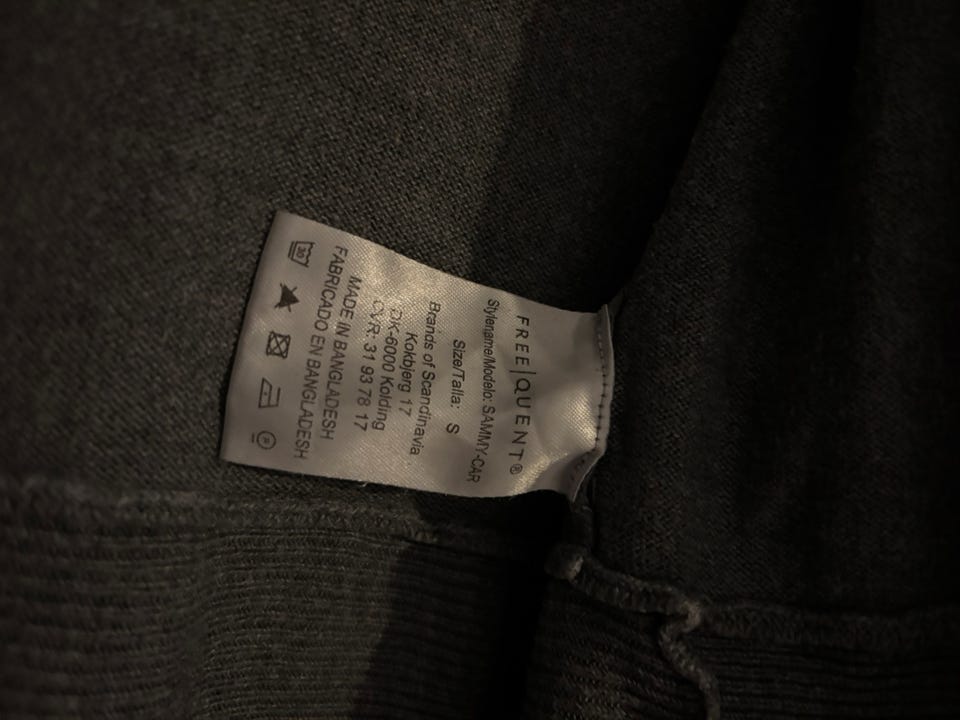 FREE|QUENT®
Stylename/Modelo: SAMMY-CAR
Size/Talla: S
Brands of Scandinavia
Kokbjerg 17
DK-6000 Kolding
CVR: 31 93 78 17
MADE IN BANGLADESH
FABRICADO EN BANGLADESH
30
P